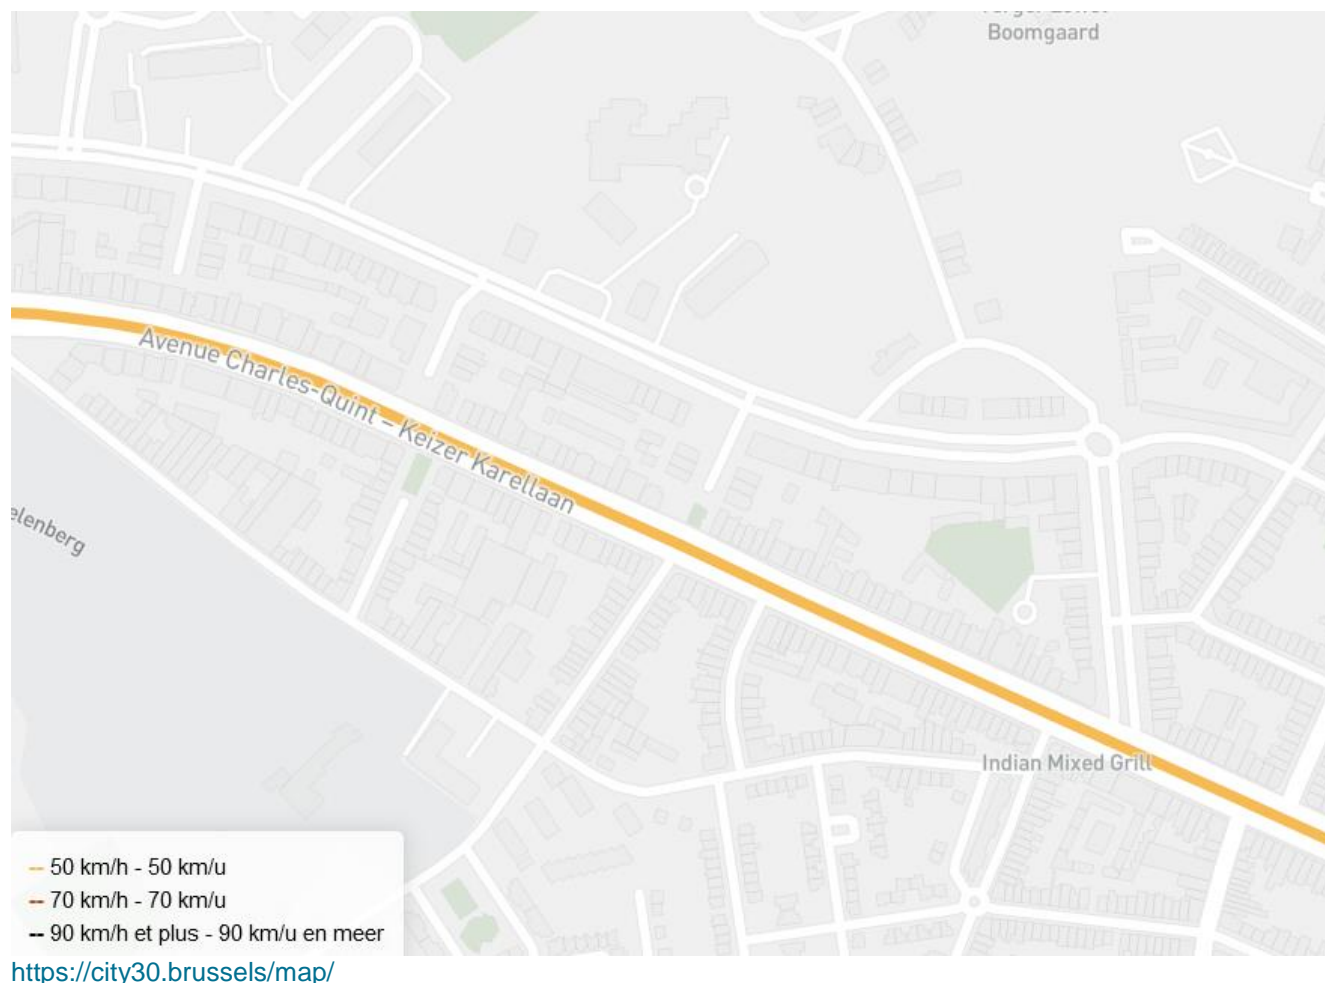 Boomgaard
Avenue Charles-Quint – Keizer Karellaan
elenberg
Indian Mixed Grill
50 km/h - 50 km/u
70 km/h - 70 km/u
90 km/h et plus - 90 km/u en meer
https://city30.brussels/map/